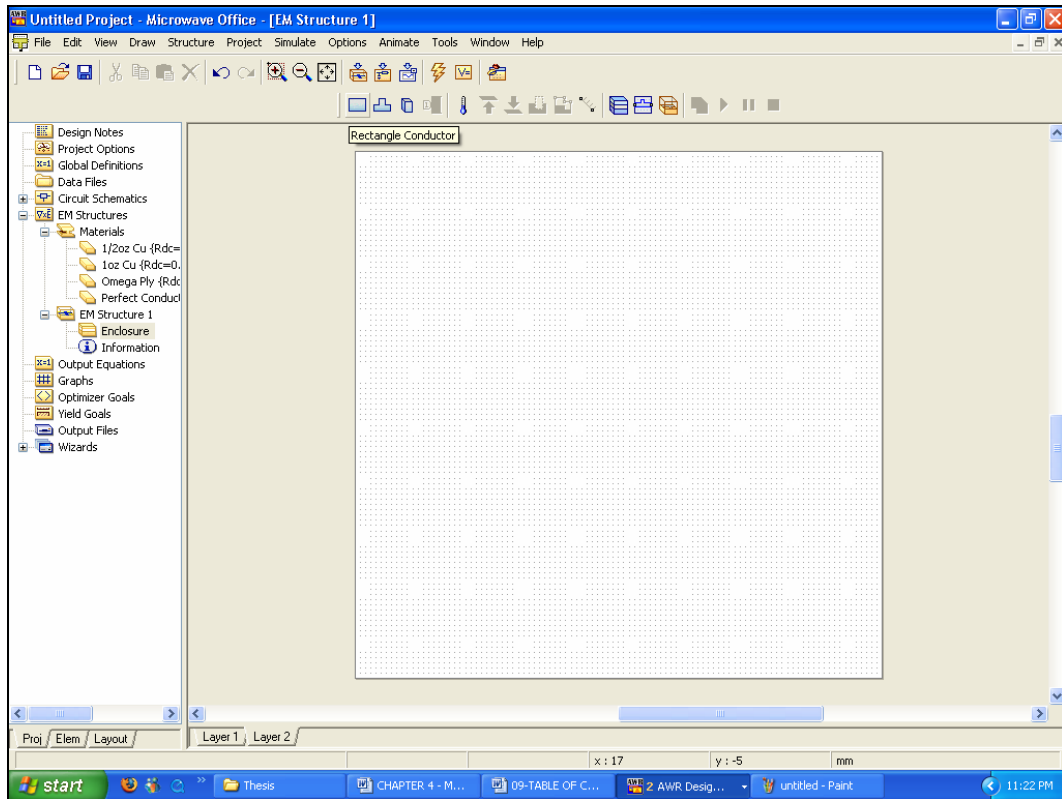 Untitled Project - Microwave Office - [EM Structure 1]
File Edit View Draw Structure Project Simulate Options Animate Tools Window Help
Rectangle Conductor
Design Notes
Project Options
Global Definitions
Data Files
Circuit Schematics
EM Structures
Materials
1/2oz Cu {Rdc=
1oz Cu {Rdc=0.
Omega Ply {Rdc
Perfect Conduct
EM Structure 1
Enclosure
Information
Output Equations
Graphs
Optimizer Goals
Yield Goals
Output Files
Wizards
Proj Elem Layout
Layer 1 Layer 2
x : 17 y : -5 mm
start Thesis CHAPTER 4 - M... 09-TABLE OF C... 2 AWR Desig... untitled - Paint 11:22 PM